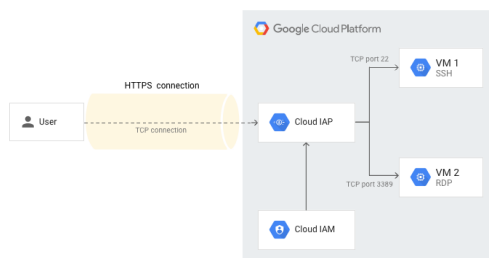 Google Cloud Platform
TCP port 22
VM 1
SSH
HTTPS connection
User
TCP connection
Cloud IAP
VM 2
RDP
TCP port 3389
Cloud IAM